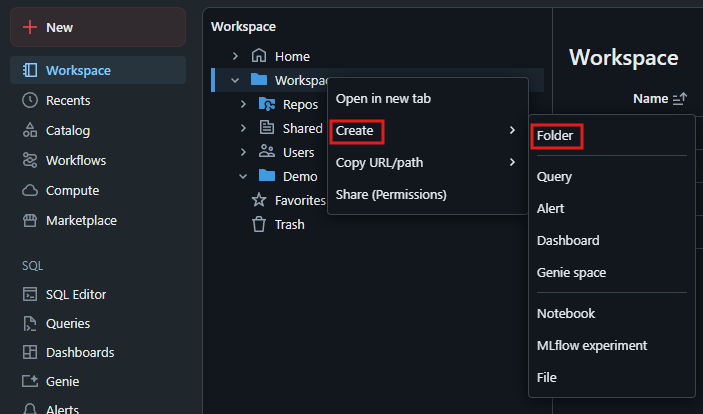 New
Workspace
Recents
Catalog
Workflows
Compute
Marketplace
SQL
SQL Editor
Queries
Dashboards
Genie
Alerts
Workspace
Home
Workspace
Repos
Shared
Users
Demo
Favorites
Trash
Open in new tab
Create
Copy URL/path
Share (Permissions)
Workspace
Name
Folder
Query
Alert
Dashboard
Genie space
Notebook
MLflow experiment
File